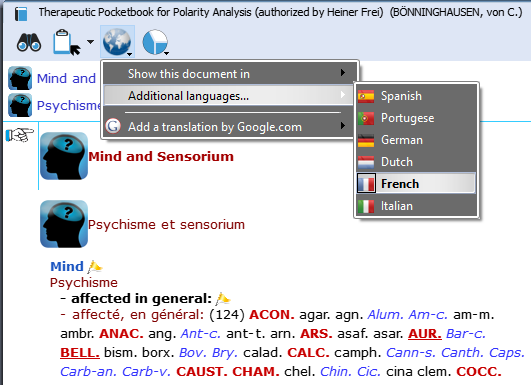 Therapeutic Pocketbook for Polarity Analysis (authorized by Heiner Frei) (BÖNNINGHAUSEN, von C.)
Mind and
Psychisme
Show this document in
Additional languages...
Add a translation by Google.com
Spanish
Portugese
German
Dutch
French
Italian
Mind and Sensorium
Psychisme et sensorium
Mind
Psychisme
- affected in general:
- affecté, en général: (124) ACON. agar. agn. Alum. Am-c. am-m.
ambr. ANAC. ang. Ant-c. ant-t. arn. ARS. asaf. asar. AUR. Bar-c.
BELL. bism. borx. Bov. Bry. calad. CALC. camph. Cann-s. Canth. Caps.
Carb-an. Carb-v. CAUST. CHAM. chel. Chin. Cic. cina clem. COCC.